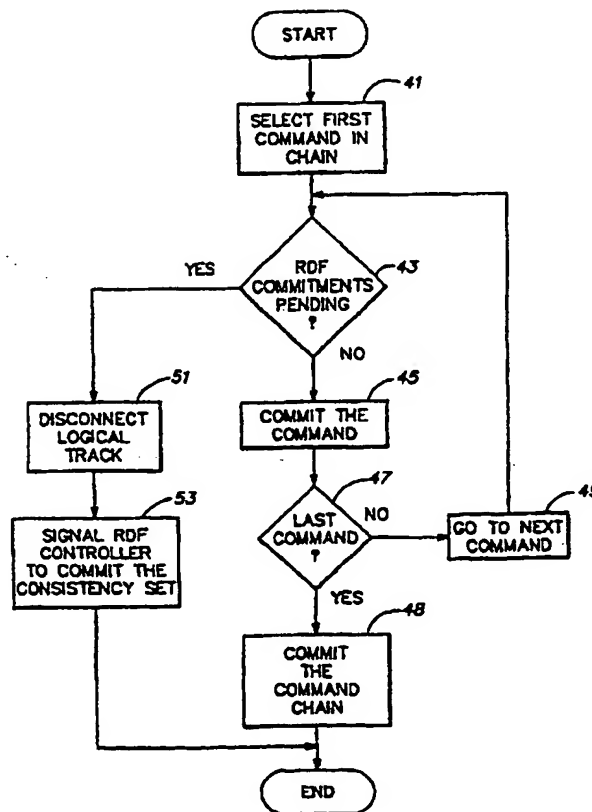 START
41
SELECT FIRST
COMMAND IN
CHAIN
YES
RDF
COMMITMENTS
PENDING
?
43
NO
51
DISCONNECT
LOGICAL
TRACK
45
COMMIT THE
COMMAND
53
SIGNAL RDF
CONTROLLER
TO COMMIT THE
CONSISTENCY SET
47
LAST
COMMAND
?
NO
49
GO TO NEXT
COMMAND
YES
48
COMMIT
THE
COMMAND
CHAIN
END